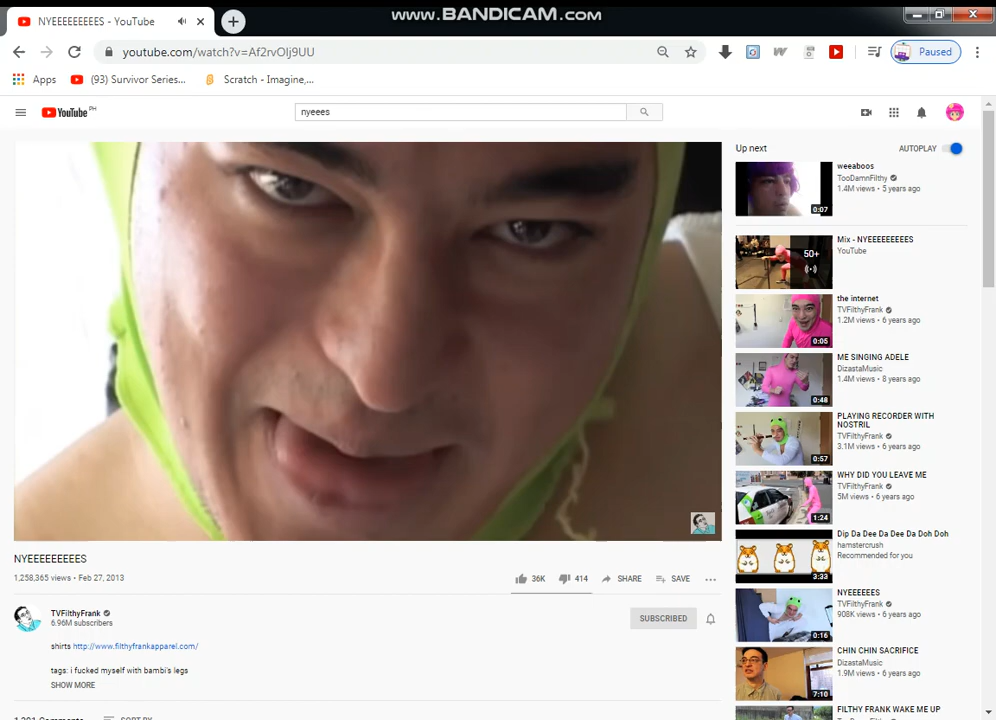 www.BANDICAM.com
NYEEEEEEEES - YouTube
youtube.com/watch?v=Af2rvOlj9UU
Paused
Apps
(93) Survivor Series...
Scratch - Imagine,...
YouTube PH
nyeees
Up next
AUTOPLAY
weeaboos
TooDamnFilthy
1.4M views • 5 years ago
0:07
Mix - NYEEEEEEEES
YouTube
50+
the internet
TVFilthyFrank
1.2M views • 6 years ago
0:05
ME SINGING ADELE
DizastaMusic
1.4M views • 8 years ago
0:48
PLAYING RECORDER WITH
NOSTRIL
TVFilthyFrank
3.1M views • 6 years ago
0:57
WHY DID YOU LEAVE ME
TVFilthyFrank
5M views • 6 years ago
1:24
Dip Da Dee Da Dee Da Doh Doh
hamstercrush
Recommended for you
3:33
NYEEEEEES
TVFilthyFrank
908K views • 6 years ago
0:16
CHIN CHIN SACRIFICE
DizastaMusic
1.9M views • 7 years ago
7:10
FILTHY FRANK WAKE ME UP
NYEEEEEEEEES
1,258,365 views • Feb 27, 2013
36K
414
SHARE
SAVE
TVFilthyFrank
6.96M subscribers
SUBSCRIBED
shirts http://www.filthyfrankapparel.com/
tags: i fucked myself with bambi's legs
SHOW MORE